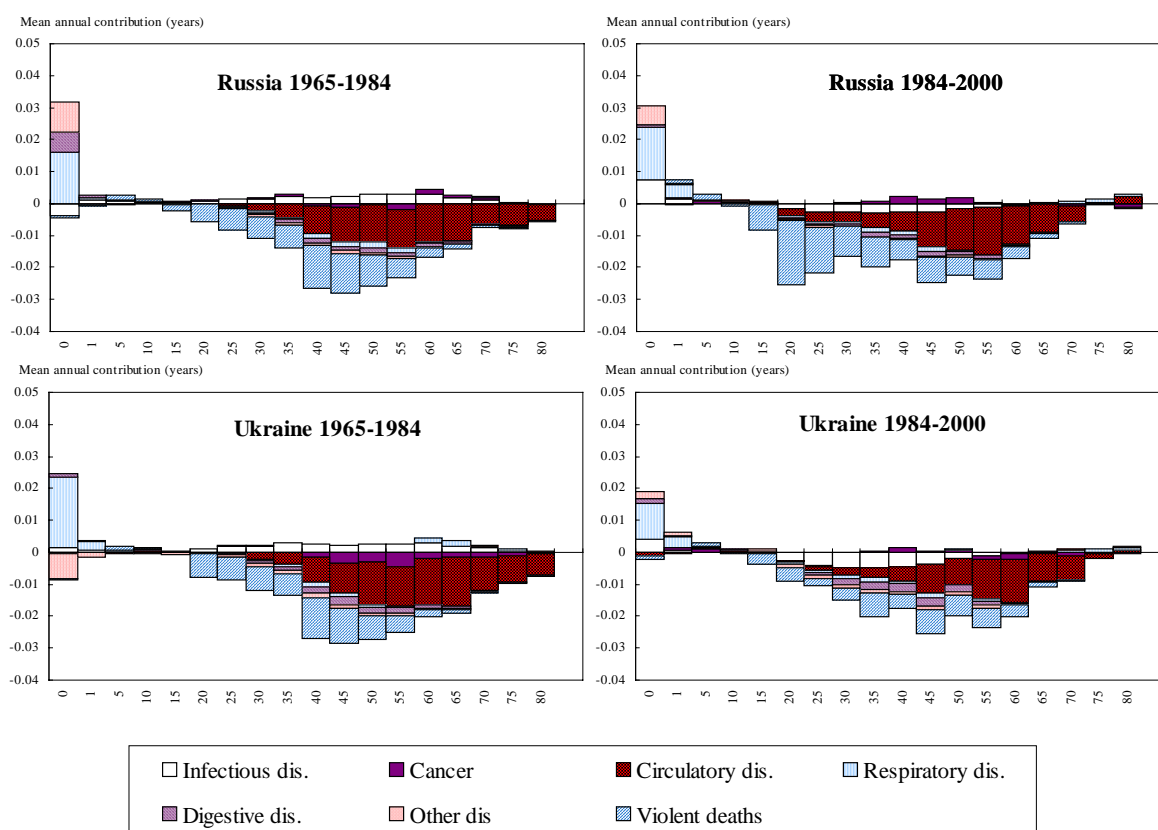 Mean annual contribution (years)
0.05
0.04
0.03
0.02
0.01
0
-0.01
-0.02
-0.03
-0.04
Russia 1965-1984
0 1 5 10 15 20 25 30 35 40 45 50 55 60 65 70 75 80
Mean annual contribution (years)
0.05
0.04
0.03
0.02
0.01
0
-0.01
-0.02
-0.03
-0.04
Russia 1984-2000
0 1 5 10 15 20 25 30 35 40 45 50 55 60 65 70 75 80
Mean annual contribution (years)
0.05
0.04
0.03
0.02
0.01
0
-0.01
-0.02
-0.03
-0.04
Ukraine 1965-1984
0 1 5 10 15 20 25 30 35 40 45 50 55 60 65 70 75 80
Mean annual contribution (years)
0.05
0.04
0.03
0.02
0.01
0
-0.01
-0.02
-0.03
-0.04
Ukraine 1984-2000
0 1 5 10 15 20 25 30 35 40 45 50 55 60 65 70 75 80
Infectious dis. Cancer Circulatory dis. Respiratory dis.
Digestive dis. Other dis Violent deaths